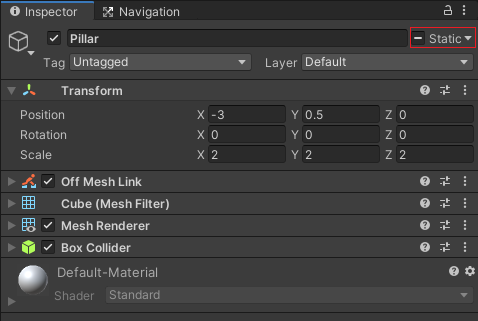 Inspector Navigation
Pillar Static
Tag Untagged Layer Default
Transform
Position X -3 Y 0.5 Z 0
Rotation X 0 Y 0 Z 0
Scale X 2 Y 2 Z 2
Off Mesh Link
Cube (Mesh Filter)
Mesh Renderer
Box Collider
Default-Material
Shader Standard